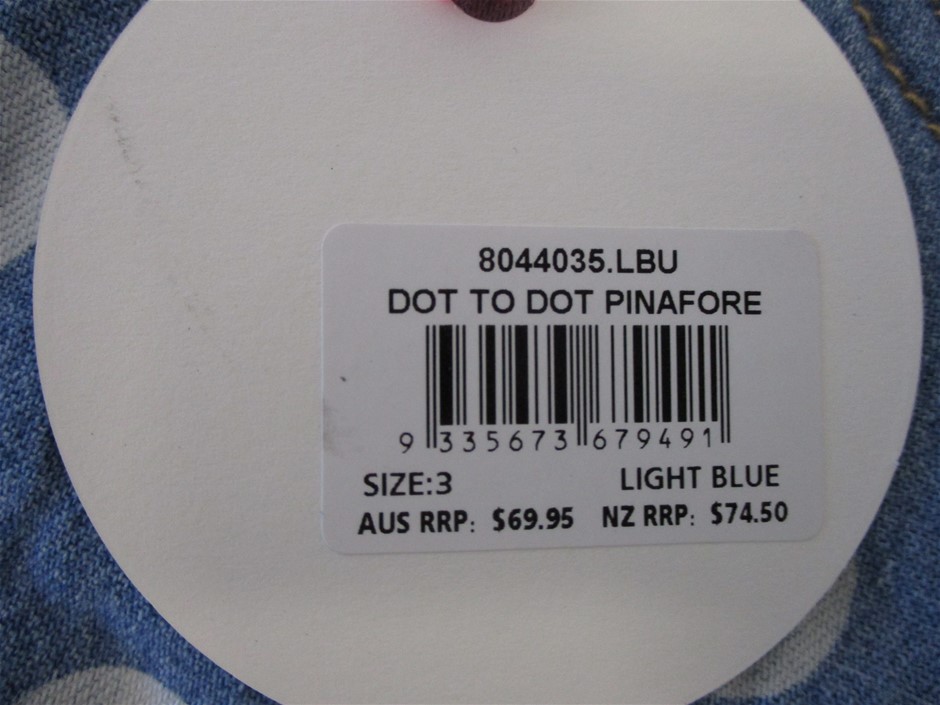 8044035.LBU
DOT TO DOT PINAFORE
9 335673 679491
SIZE:3 LIGHT BLUE
AUS RRP: $69.95 NZ RRP: $74.50